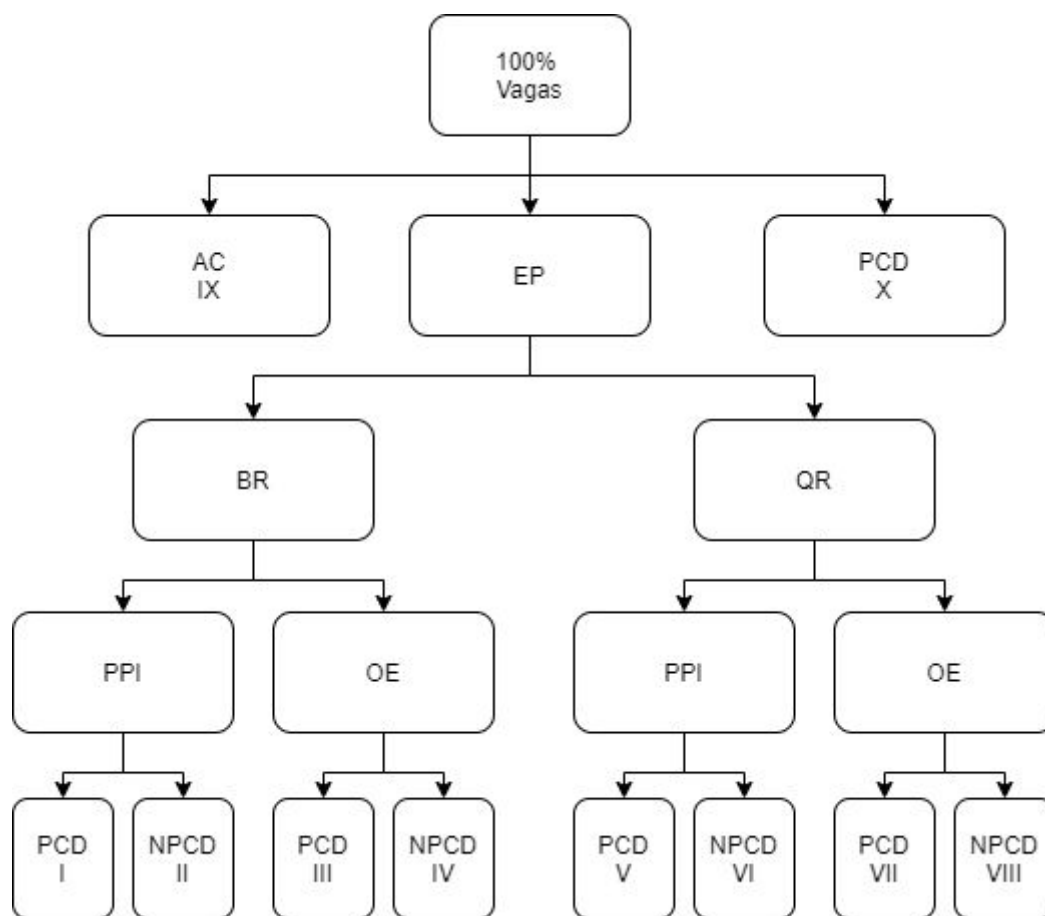 100%
Vagas
AC
IX
EP
PCD
X
BR
QR
PPI
OE
PPI
OE
PCD
I
NPCD
II
PCD
III
NPCD
IV
PCD
V
NPCD
VI
PCD
VII
NPCD
VIII